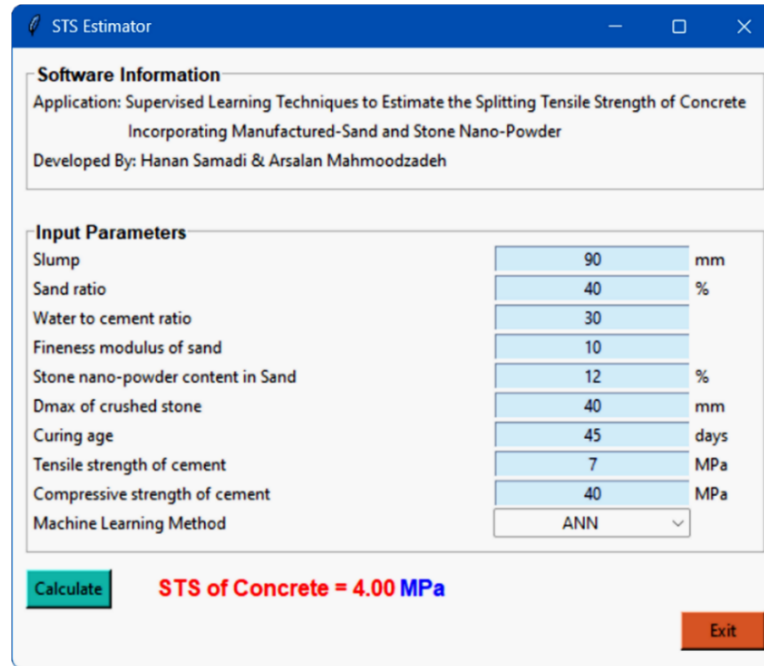 STS Estimator
Software Information
Application: Supervised Learning Techniques to Estimate the Splitting Tensile Strength of Concrete
Incorporating Manufactured-Sand and Stone Nano-Powder
Developed By: Hanan Samadi & Arsalan Mahmoodzadeh
Input Parameters
Slump 90 mm
Sand ratio 40 %
Water to cement ratio 30
Fineness modulus of sand 10
Stone nano-powder content in Sand 12 %
Dmax of crushed stone 40 mm
Curing age 45 days
Tensile strength of cement 7 MPa
Compressive strength of cement 40 MPa
Machine Learning Method ANN
Calculate STS of Concrete = 4.00 MPa
Exit